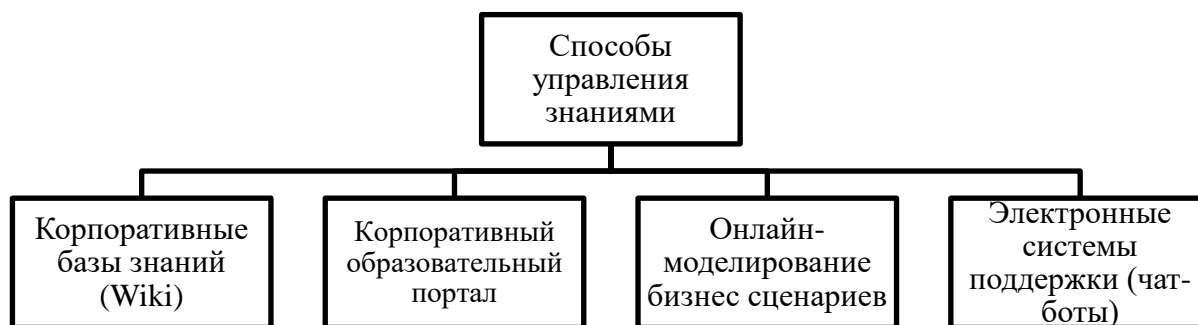 Способы
управления
знаниями
Корпоративные
базы знаний
(Wiki)
Корпоративный
образовательный
портал
Онлайн-
моделирование
бизнес сценариев
Электронные
системы
поддержки (чат-
боты)